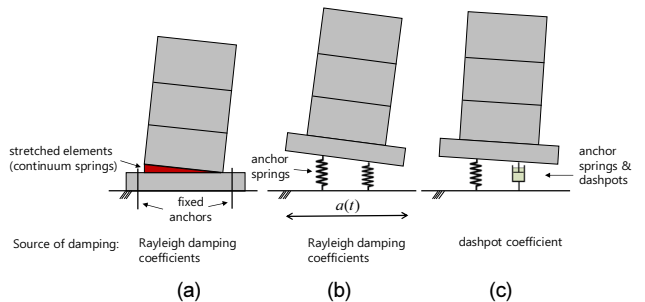 stretched elements
(continuum springs)
fixed
anchors
anchor
springs
a(t)
anchor
springs &
dashpots
Source of damping:
Rayleigh damping
coefficients
Rayleigh damping
coefficients
dashpot coefficient
(a)
(b)
(c)